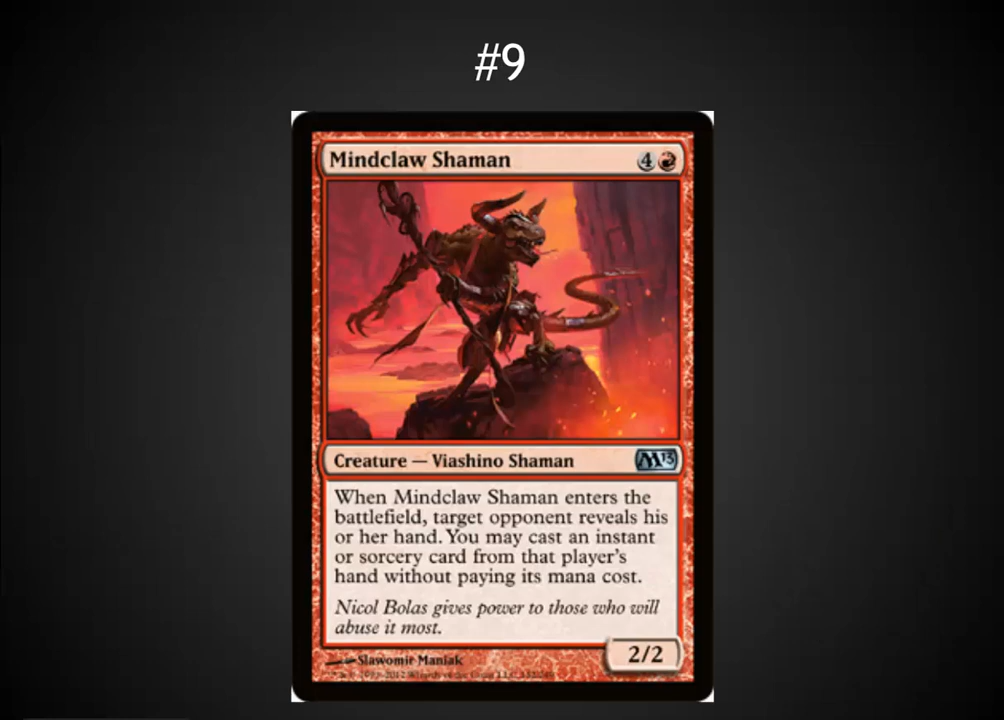 #9
Mindclaw Shaman 4
Creature — Viashino Shaman M13
When Mindclaw Shaman enters the
battlefield, target opponent reveals his
or her hand. You may cast an instant
or sorcery card from that player's
hand without paying its mana cost.
Nicol Bolas gives power to those who will
abuse it most.
2/2
Slawomir Maniak